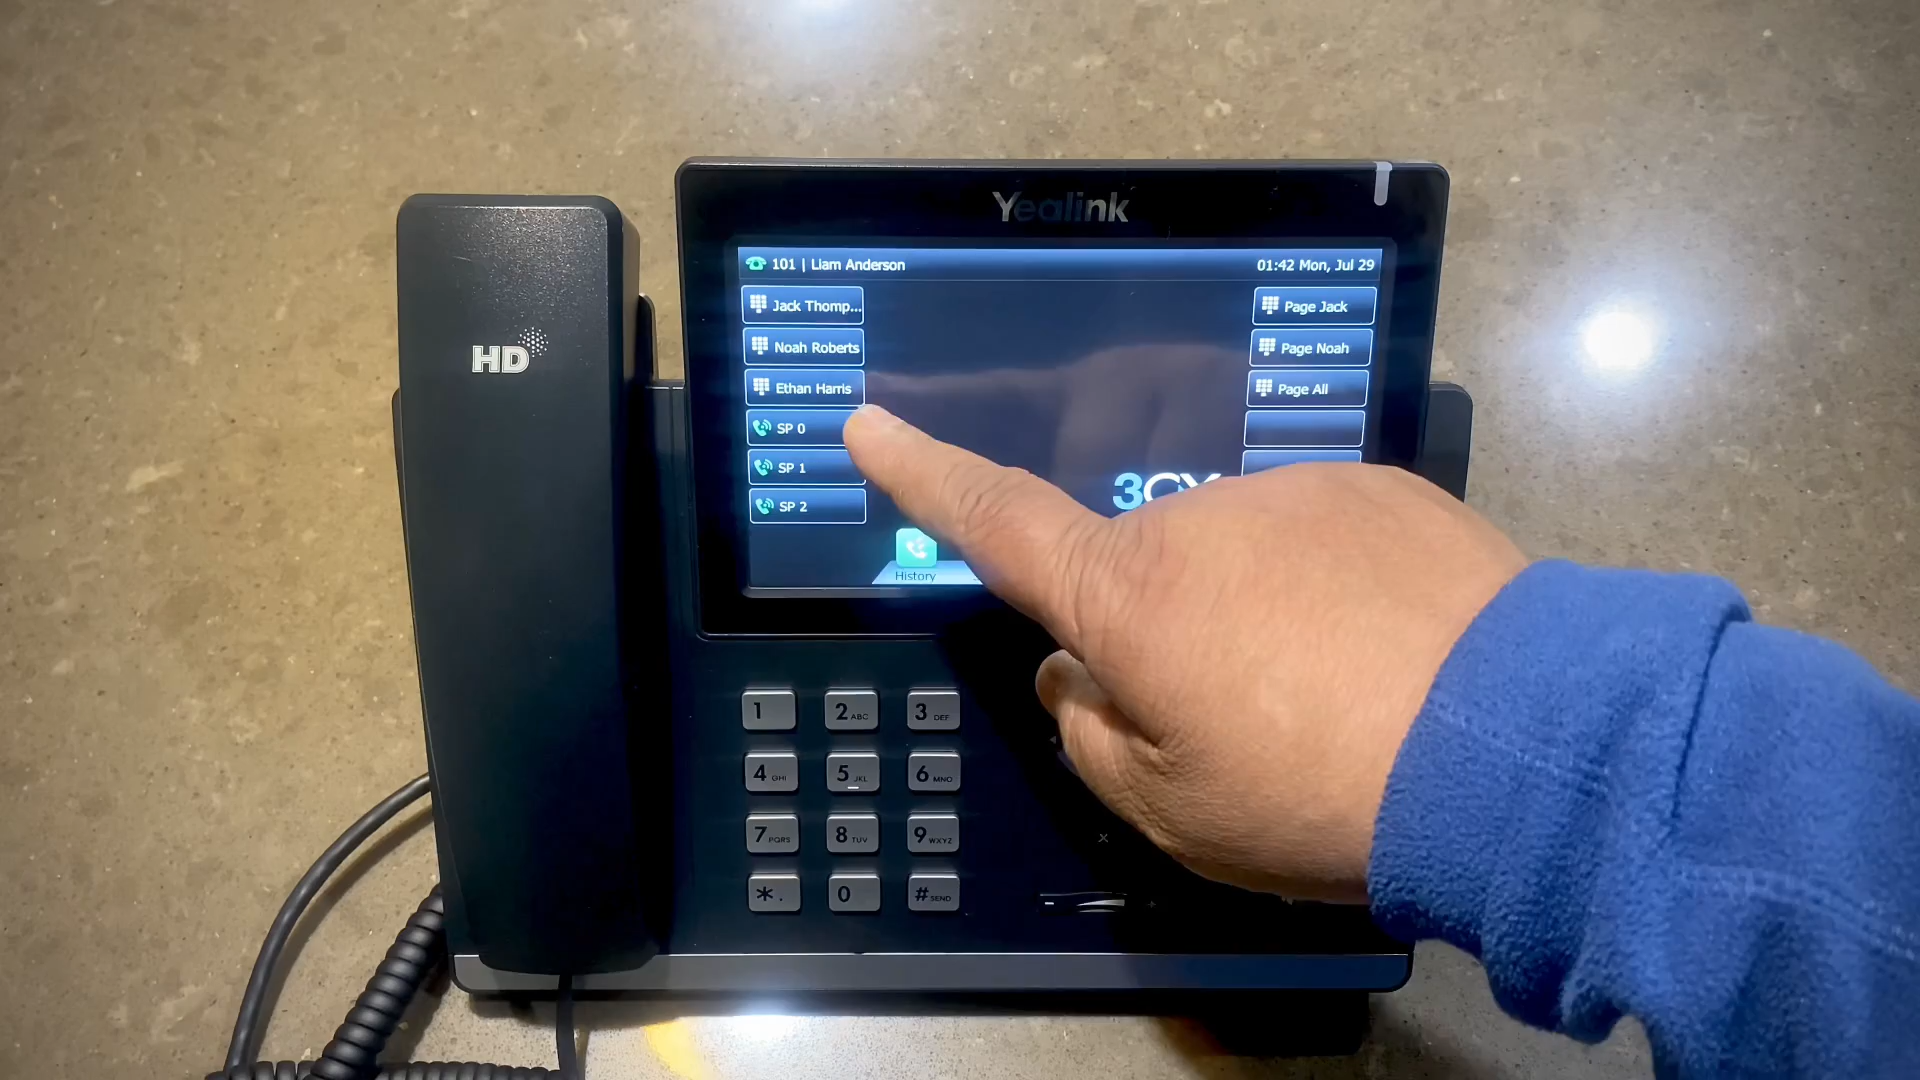 Yealink
101 | Liam Anderson
01:42 Mon, Jul 29
Jack Thomp...
Page Jack
Noah Roberts
Page Noah
Ethan Harris
Page All
SP 0
SP 1
SP 2
3CX
History
HD
1
2 ABC
3 DEF
4 GHI
5 JKL
6 MNO
7 PQRS
8 TUV
9 WXYZ
* .
0
# SEND